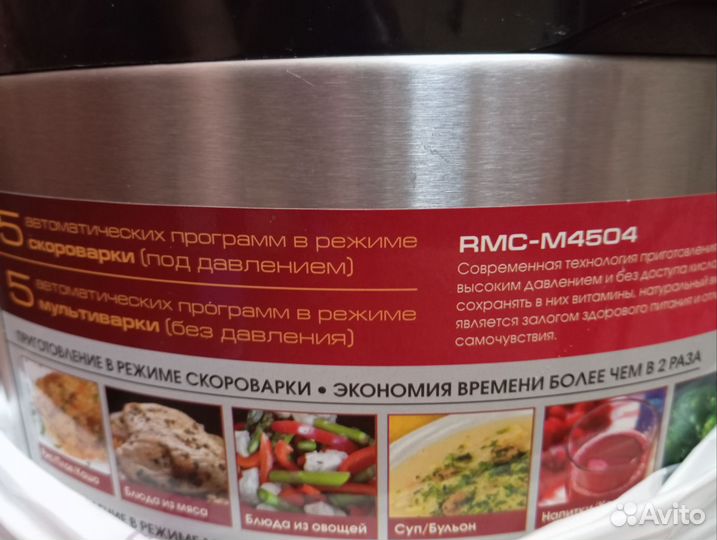 5 автоматических программ в режиме
скороварки (под давлением)
5 автоматических программ в режиме
мультиварки (без давления)
RMC-M4504
Современная технология приготовления
высоким давлением и без доступа
сохранять в них витамины, натуральный
является залогом здорового питания и
самочувствия.
ПРИГОТОВЛЕНИЕ В РЕЖИМЕ СКОРОВАРКИ • ЭКОНОМИЯ ВРЕМЕНИ БОЛЕЕ ЧЕМ В 2 РАЗА
Блюда из мяса
Блюда из овощей
Суп/Бульон
Напитки
В РЕЖИМЕ
Avito